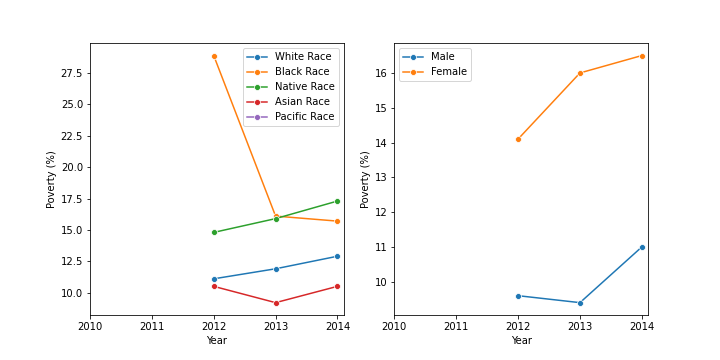 White Race
Black Race
Native Race
Asian Race
Pacific Race
27.5
25.0
22.5
20.0
17.5
15.0
12.5
10.0
Poverty (%)
2010 2011 2012 2013 2014
Year
Male
Female
16
15
14
13
12
11
10
Poverty (%)
2010 2011 2012 2013 2014
Year